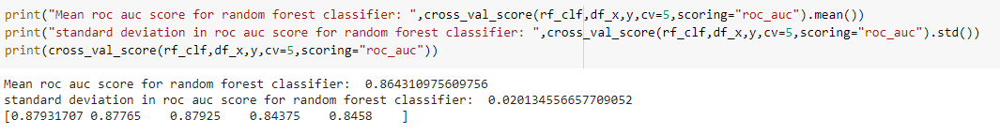 print("Mean roc auc score for random forest classifier: ",cross_val_score(rf_clf,df_x,y,cv=5,scoring="roc_auc").mean())
print("standard deviation in roc auc score for random forest classifier: ",cross_val_score(rf_clf,df_x,y,cv=5,scoring="roc_auc").std())
print(cross_val_score(rf_clf,df_x,y,cv=5,scoring="roc_auc"))
Mean roc auc score for random forest classifier:  0.864310975609756
standard deviation in roc auc score for random forest classifier:  0.020134556657709052
[0.87931707 0.87765    0.87925    0.84375    0.8458    ]